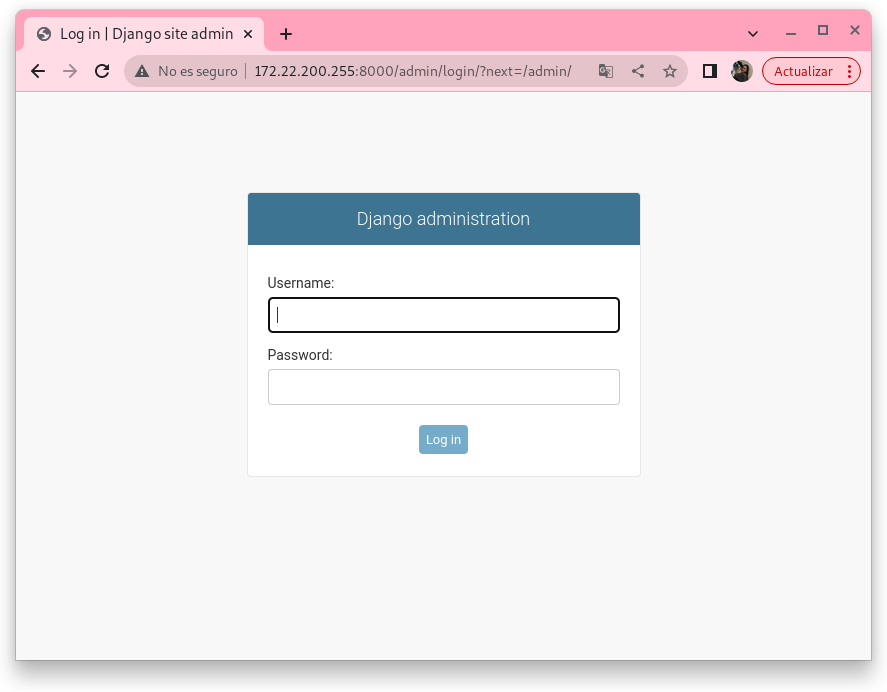 Log in | Django site admin
No es seguro | 172.22.200.255:8000/admin/login/?next=/admin/
Actualizar
Django administration
Username:
Password:
Log in